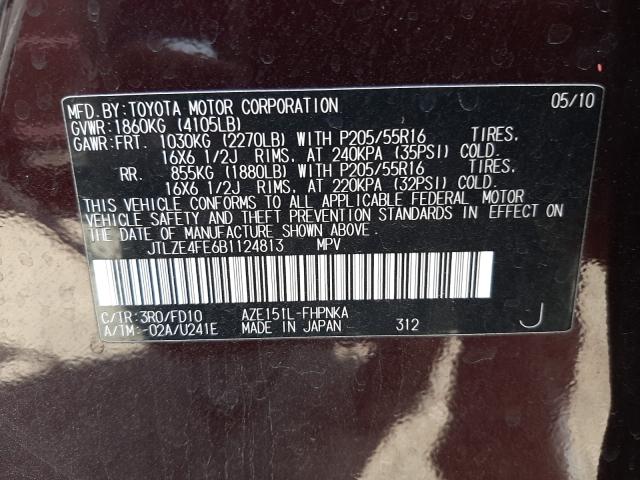 MFD.BY:TOYOTA MOTOR CORPORATION 05/10
GVWR:1860KG (4105LB)
GAWR:FRT. 1030KG (2270LB) WITH P205/55R16 TIRES.
16X6 1/2J RIMS. AT 240KPA (35PSI) COLD.
RR. 855KG (1880LB) WITH P205/55R16 TIRES.
16X6 1/2J RIMS. AT 220KPA (32PSI) COLD.
THIS VEHICLE CONFORMS TO ALL APPLICABLE FEDERAL MOTOR
VEHICLE SAFETY AND THEFT PREVENTION STANDARDS IN EFFECT ON
THE DATE OF MANUFACTURE SHOWN ABOVE.
JTLZE4FE6B1124813 MPV
C/TR:3R0/FD10 AZE151L-FHPNKA
A/TM:-02A/U241E MADE IN JAPAN 312 J